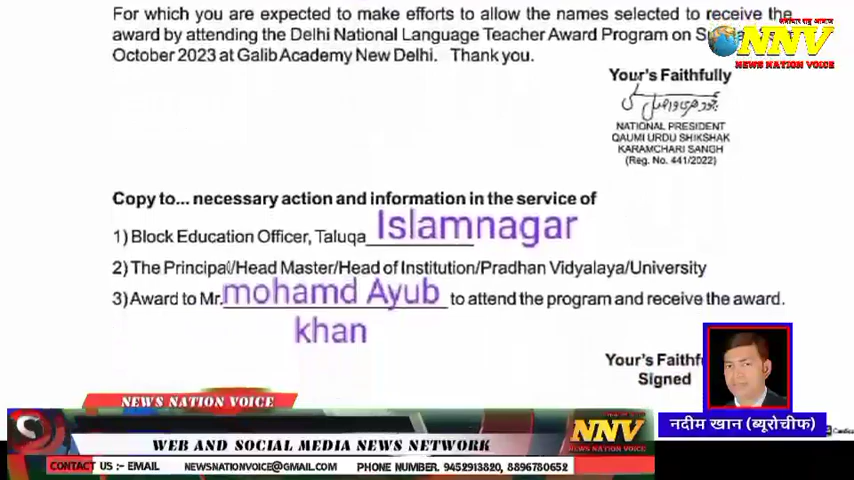 For which you are expected to make efforts to allow the names selected to receive the
award by attending the Delhi National Language Teacher Award Program on
October 2023 at Galib Academy New Delhi. Thank you.
NNV
NEWS NATION VOICE
Your's Faithfully
NATIONAL PRESIDENT
QAUMI URDU SHIKSHAK
KARAMCHARI SANGH
(Reg. No. 441/2022)
Copy to... necessary action and information in the service of
1) Block Education Officer, Taluqa Islamnagar
2) The Principal/Head Master/Head of Institution/Pradhan Vidyalaya/University
3) Award to Mr. mohamd Ayub to attend the program and receive the award.
khan
Your's
Signed
नदीम खान (ब्यूरोचीफ)
NEWS NATION VOICE
WEB AND SOCIAL MEDIA NEWS NETWORK
NNV
NEWS NATION VOICE
CONTACT US :- EMAIL NEWSNATIONVOICE@GMAIL.COM PHONE NUMBER. 9452913820, 8896780652